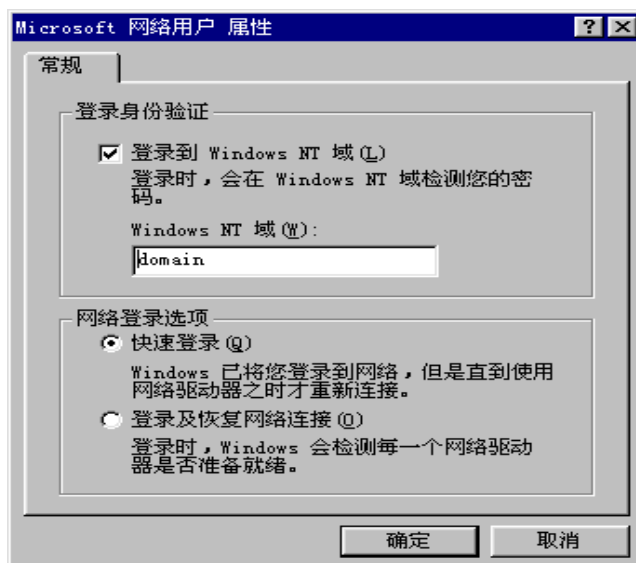 Microsoft 网络用户 属性
常规
登录身份验证
登录到 Windows NT 域(L)
登录时，会在 Windows NT 域检测您的密
码。
Windows NT 域(W):
domain
网络登录选项
快速登录(Q)
Windows 已将您登录到网络，但是直到使用
网络驱动器之时才重新连接。
登录及恢复网络连接(O)
登录时，Windows 会检测每一个网络驱动
器是否准备就绪。
确定
取消